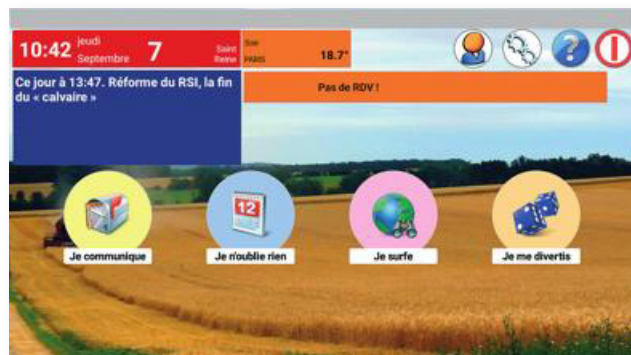 10:42 jeudi Septembre 7 Saint Reine
Soir PARIS 18.7°
Ce jour à 13:47. Réforme du RSI, la fin
du « calvaire »
Pas de RDV !
12
Je communique
Je n'oublie rien
Je surfe
Je me divertis